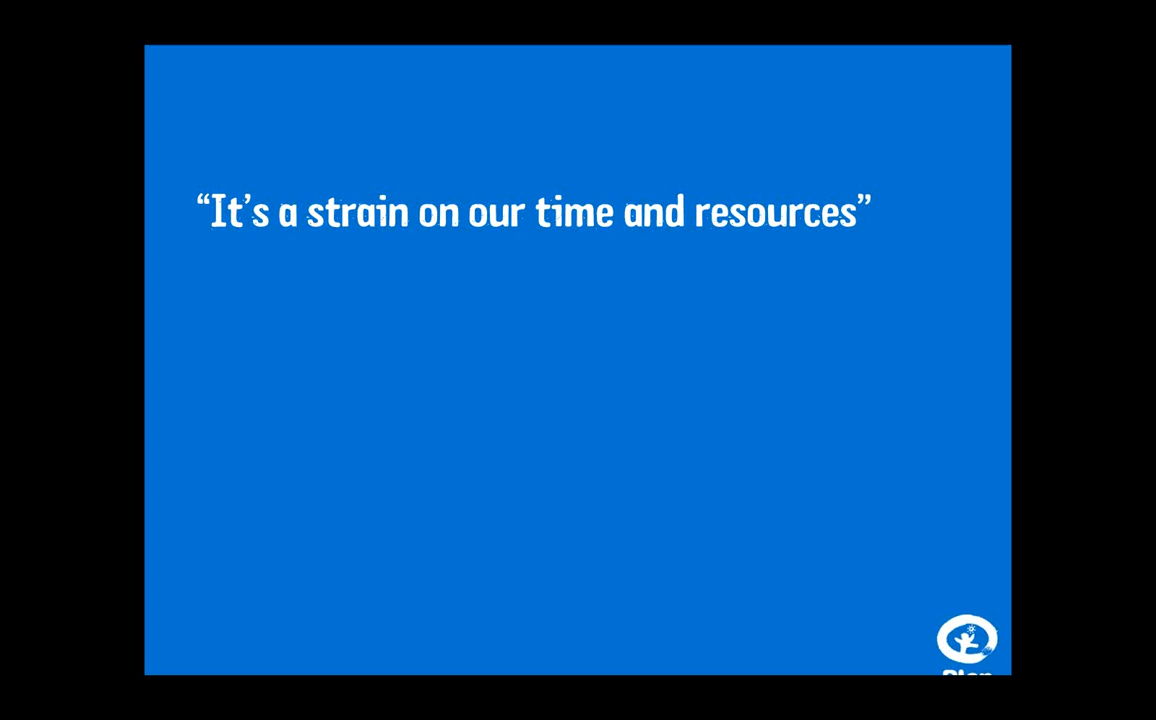 “It’s a strain on our time and resources”